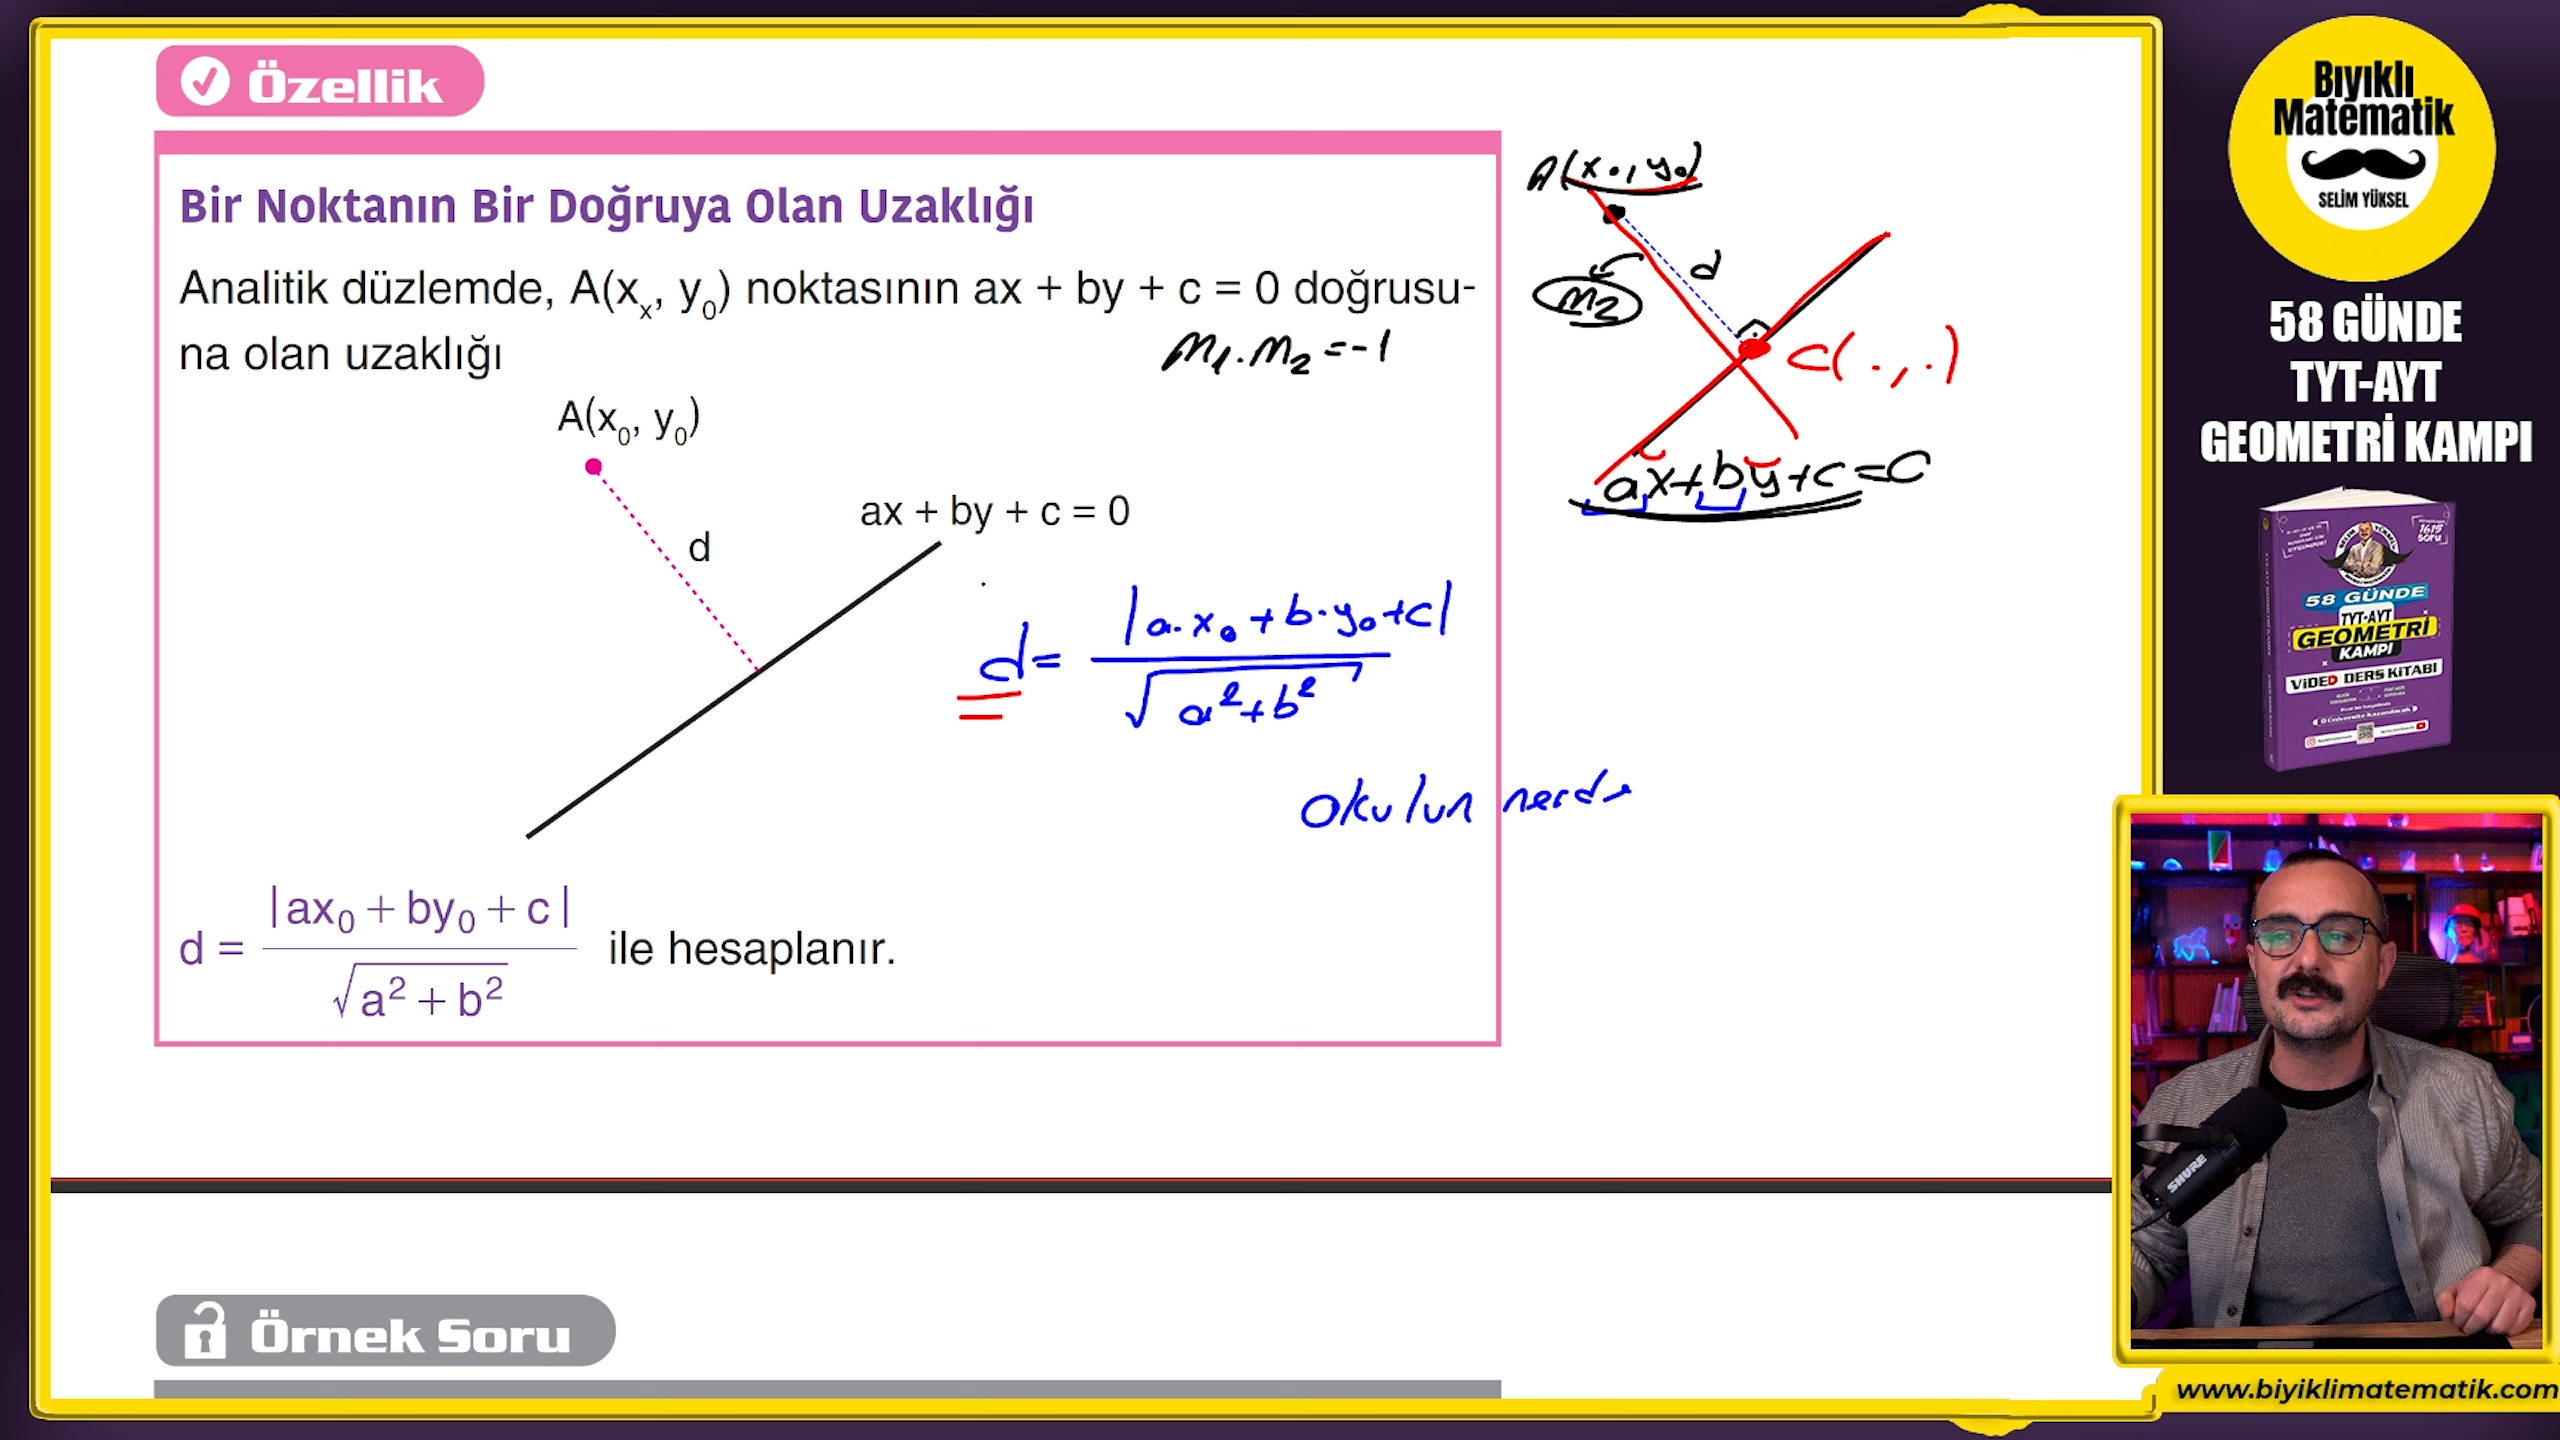 Özellik
Bir Noktanın Bir Doğruya Olan Uzaklığı
Analitik düzlemde, A(xₓ, y₀) noktasının ax + by + c = 0 doğrusu-
na olan uzaklığı
m₁.m₂=-1
A(x₀, y₀)
d
ax + by + c = 0
d= |a.x₀+b.y₀+c| / √a²+b²
okulun nerde
d = |ax₀ + by₀ + c| / √a² + b² ile hesaplanır.
A(x₀, y₀)
d
m₂
C(.,.)
ax+by+c=0
Örnek Soru
Bıyıklı
Matematik
SELİM YÜKSEL
58 GÜNDE
TYT-AYT
GEOMETRİ KAMPI
1615
SORU
58 GÜNDE
TYT-AYT
GEOMETRİ
KAMPI
VİDEO DERS KİTABI
SHURE
www.biyiklimatematik.com